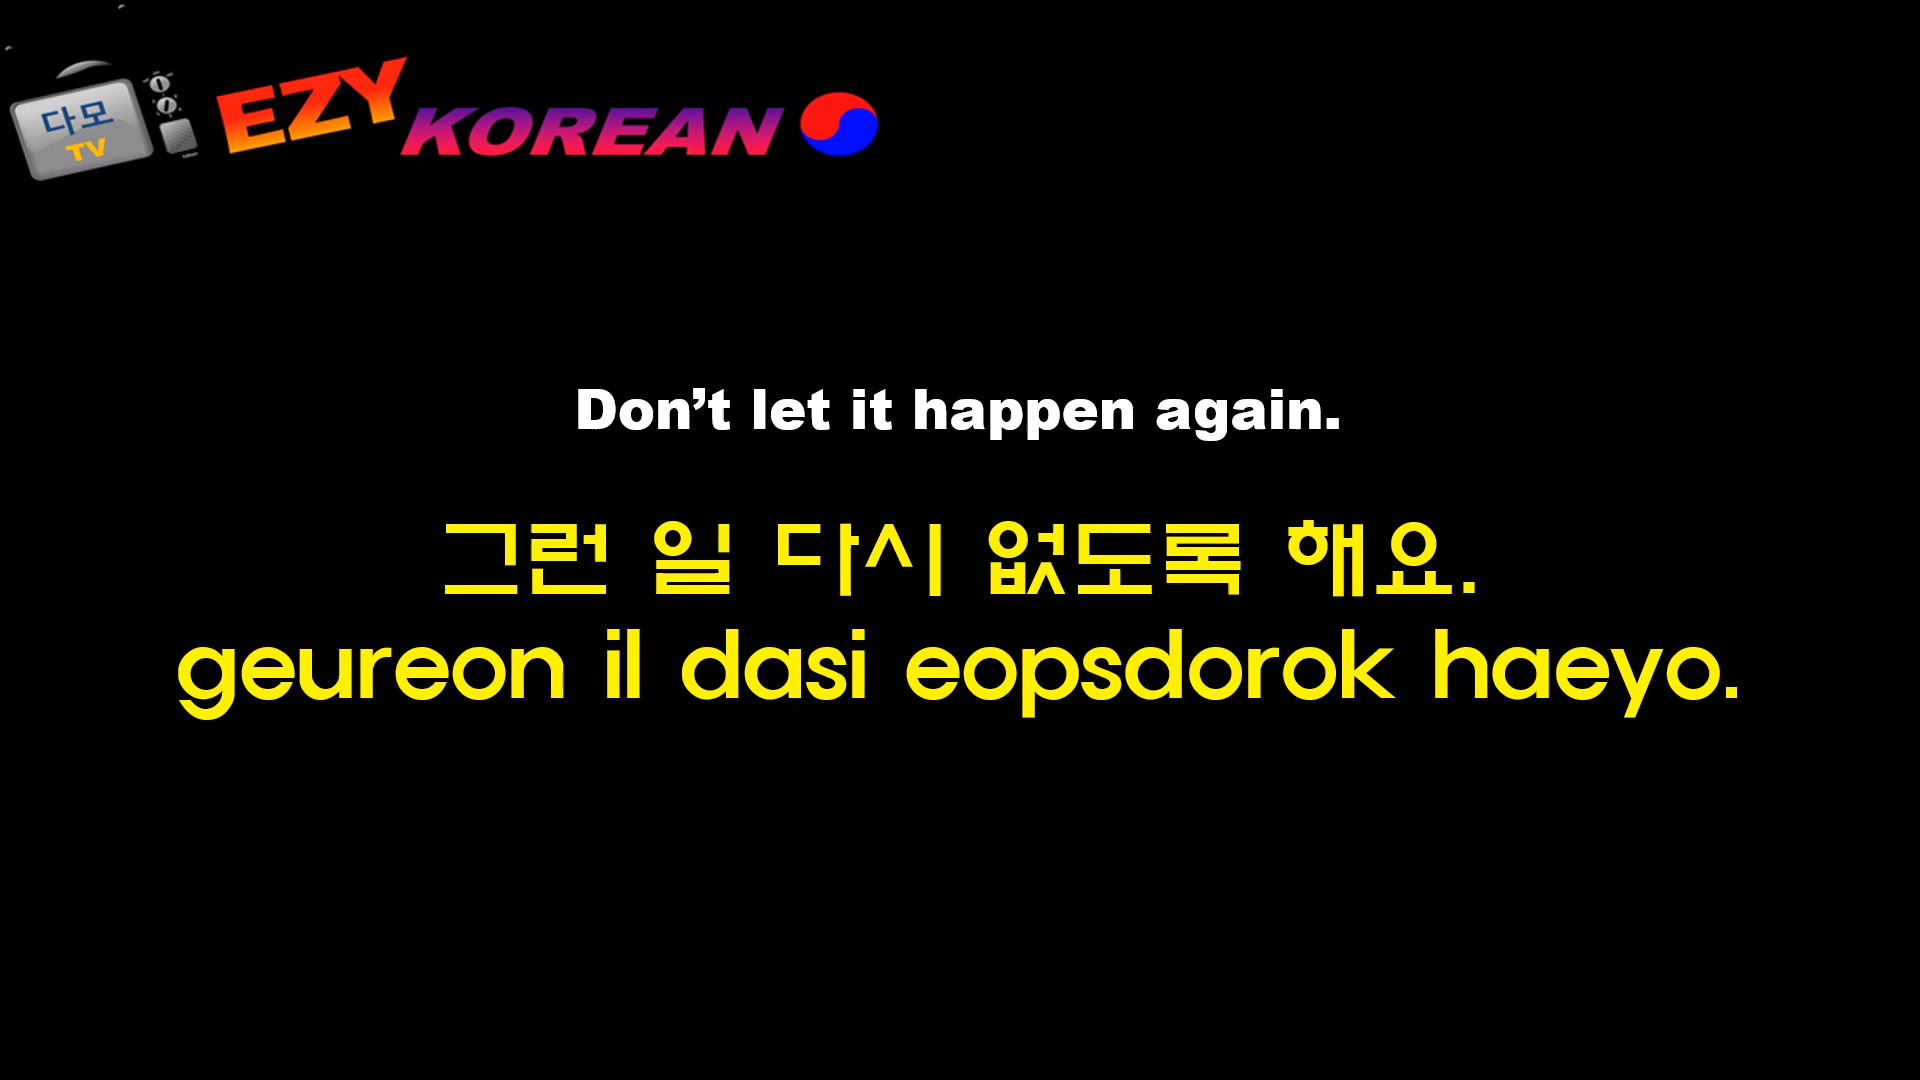 다모
TV
EZY KOREAN
Don’t let it happen again.
그런 일 다시 없도록 해요.
geureon il dasi eopsdorok haeyo.